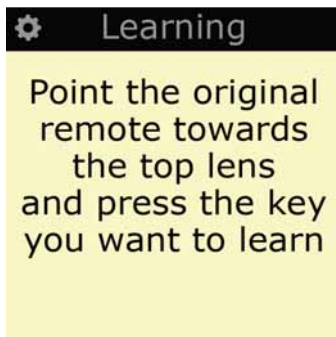 Learning
Point the original
remote towards
the top lens
and press the key
you want to learn